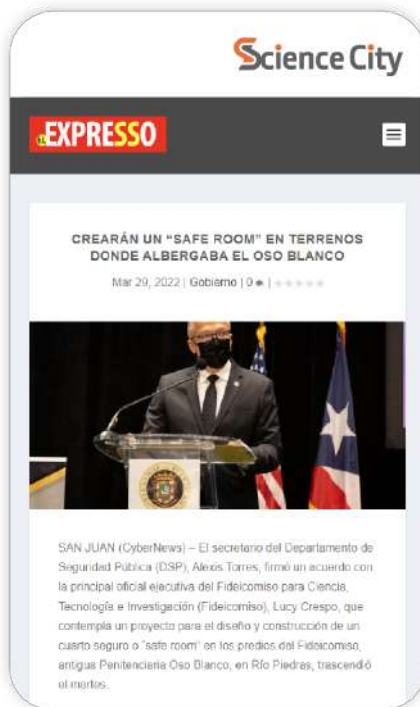 Science City
EXPRESSO
CREARÁN UN “SAFE ROOM” EN TERRENOS
DONDE ALBERGABA EL OSO BLANCO
Mar 29, 2022 | Gobierno | 0 |
SAN JUAN (CyberNews) – El secretario del Departamento de
Seguridad Pública (DSP), Alexis Torres, firmó un acuerdo con
la principal oficial ejecutiva del Fideicomiso para Ciencia,
Tecnología e Investigación (Fideicomiso), Lucy Crespo, que
contempla un proyecto para el diseño y construcción de un
cuarto seguro o “safe room” en los predios del Fideicomiso,
antigua Penitenciaría Oso Blanco, en Río Piedras, trascendió
el martes.